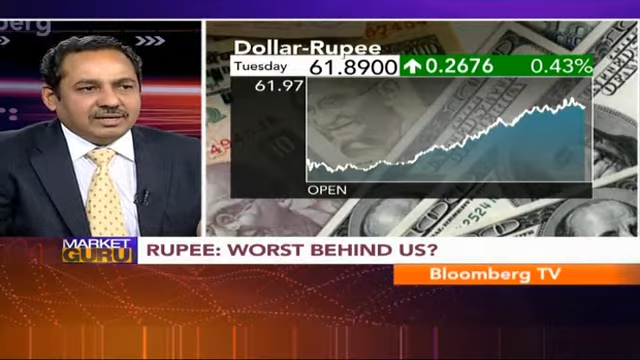 berg
Dollar-Rupee
Tuesday 61.8900 0.2676 0.43%
61.97
OPEN
MARKET
GURU
RUPEE: WORST BEHIND US?
Bloomberg TV